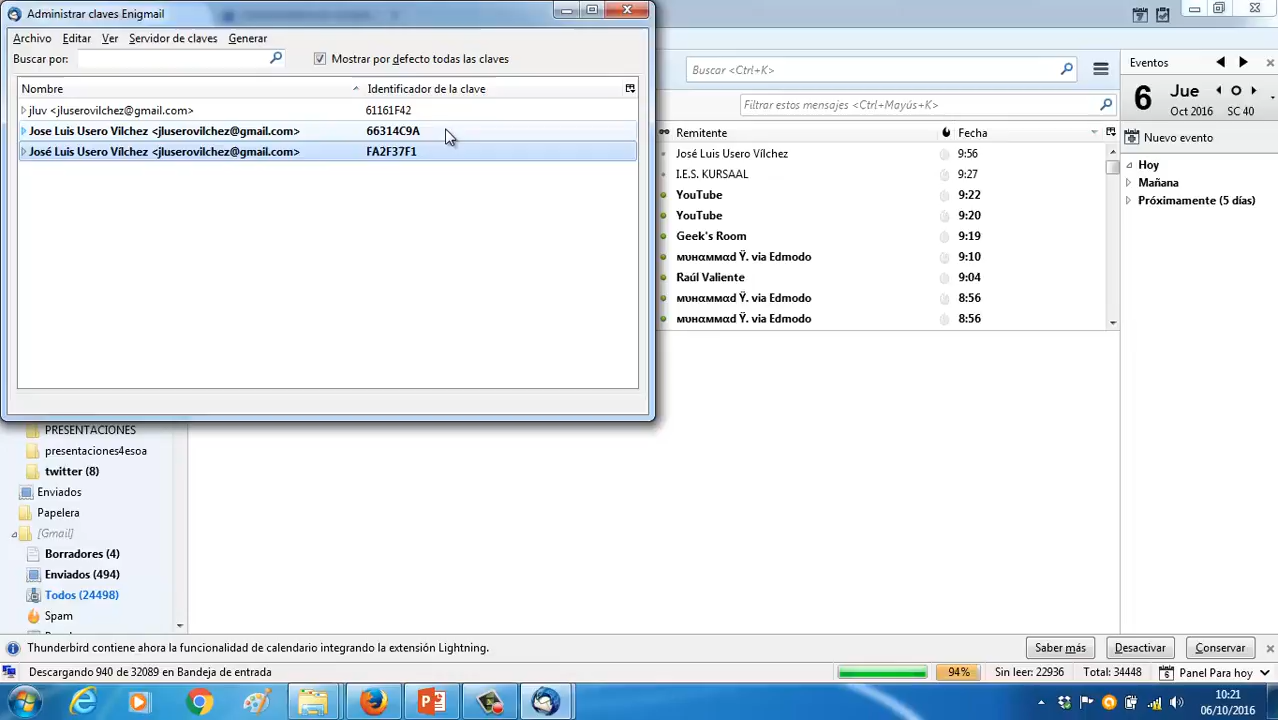 Administrar claves Enigmail
Archivo Editar Ver Servidor de claves Generar
Buscar por: Mostrar por defecto todas las claves
Nombre Identificador de la clave
jluv <jluserovilchez@gmail.com> 61161F42
Jose Luis Usero Vilchez <jluserovilchez@gmail.com> 66314C9A
José Luis Usero Vílchez <jluserovilchez@gmail.com> FA2F37F1
Buscar <Ctrl+K>
Filtrar estos mensajes <Ctrl+Mayús+K>
Remitente Fecha
José Luis Usero Vílchez 9:56
I.E.S. KURSAAL 9:27
YouTube 9:22
YouTube 9:20
Geek's Room 9:19
мυнαммαd Ÿ. via Edmodo 9:10
Raúl Valiente 9:04
мυнαммαd Ÿ. via Edmodo 8:56
мυнαммαd Ÿ. via Edmodo 8:56
Eventos
6 Jue
Oct 2016 SC 40
Nuevo evento
Hoy
Mañana
Próximamente (5 días)
PRESENTACIONES
presentaciones4esoa
twitter (8)
Enviados
Papelera
[Gmail]
Borradores (4)
Enviados (494)
Todos (24498)
Spam
Thunderbird contiene ahora la funcionalidad de calendario integrando la extensión Lightning. Saber más Desactivar Conservar
Descargando 940 de 32089 en Bandeja de entrada 94% Sin leer: 22936 Total: 34448 Panel Para hoy
10:21
06/10/2016